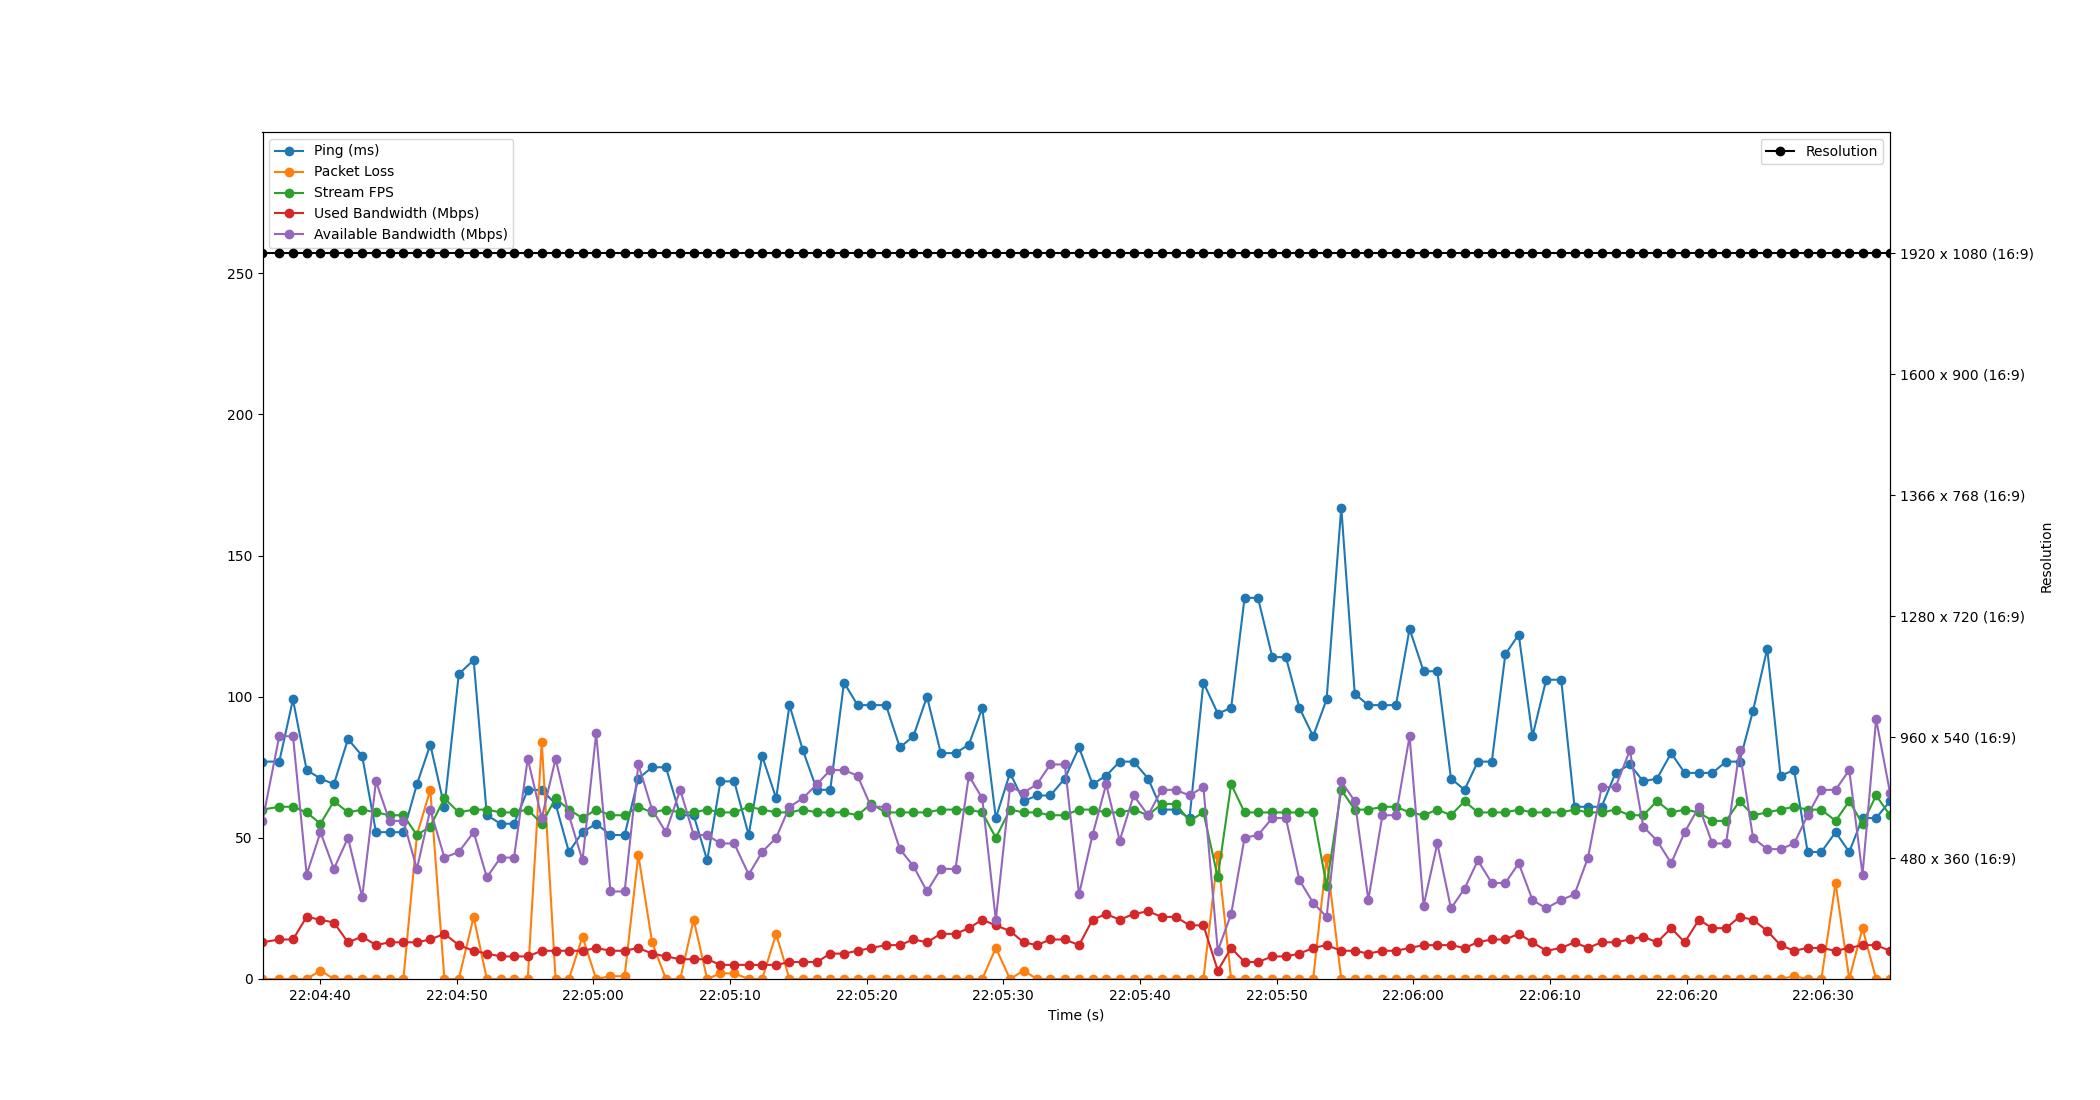 Ping (ms)
Packet Loss
Stream FPS
Used Bandwidth (Mbps)
Available Bandwidth (Mbps)
Resolution
250
200
150
100
50
0
1920 x 1080 (16:9)
1600 x 900 (16:9)
1366 x 768 (16:9)
1280 x 720 (16:9)
960 x 540 (16:9)
480 x 360 (16:9)
Resolution
22:04:40
22:04:50
22:05:00
22:05:10
22:05:20
22:05:30
22:05:40
22:05:50
22:06:00
22:06:10
22:06:20
22:06:30
Time (s)